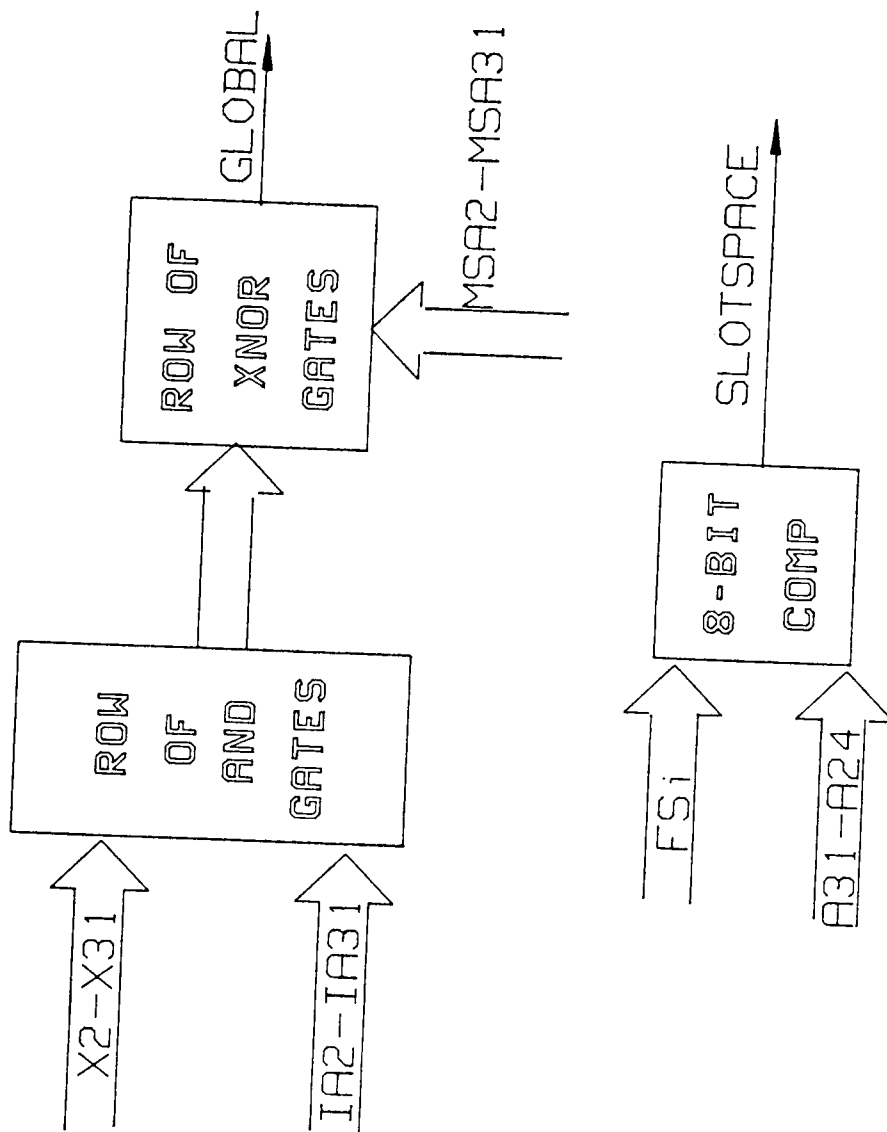 X2-X31
IA2-IA31
ROW
OF
AND
GATES
ROW OF
XNOR
GATES
GLOBAL
MSA2-MSA31
FSi
A31-A24
8-BIT
COMP
SLOTSPACE